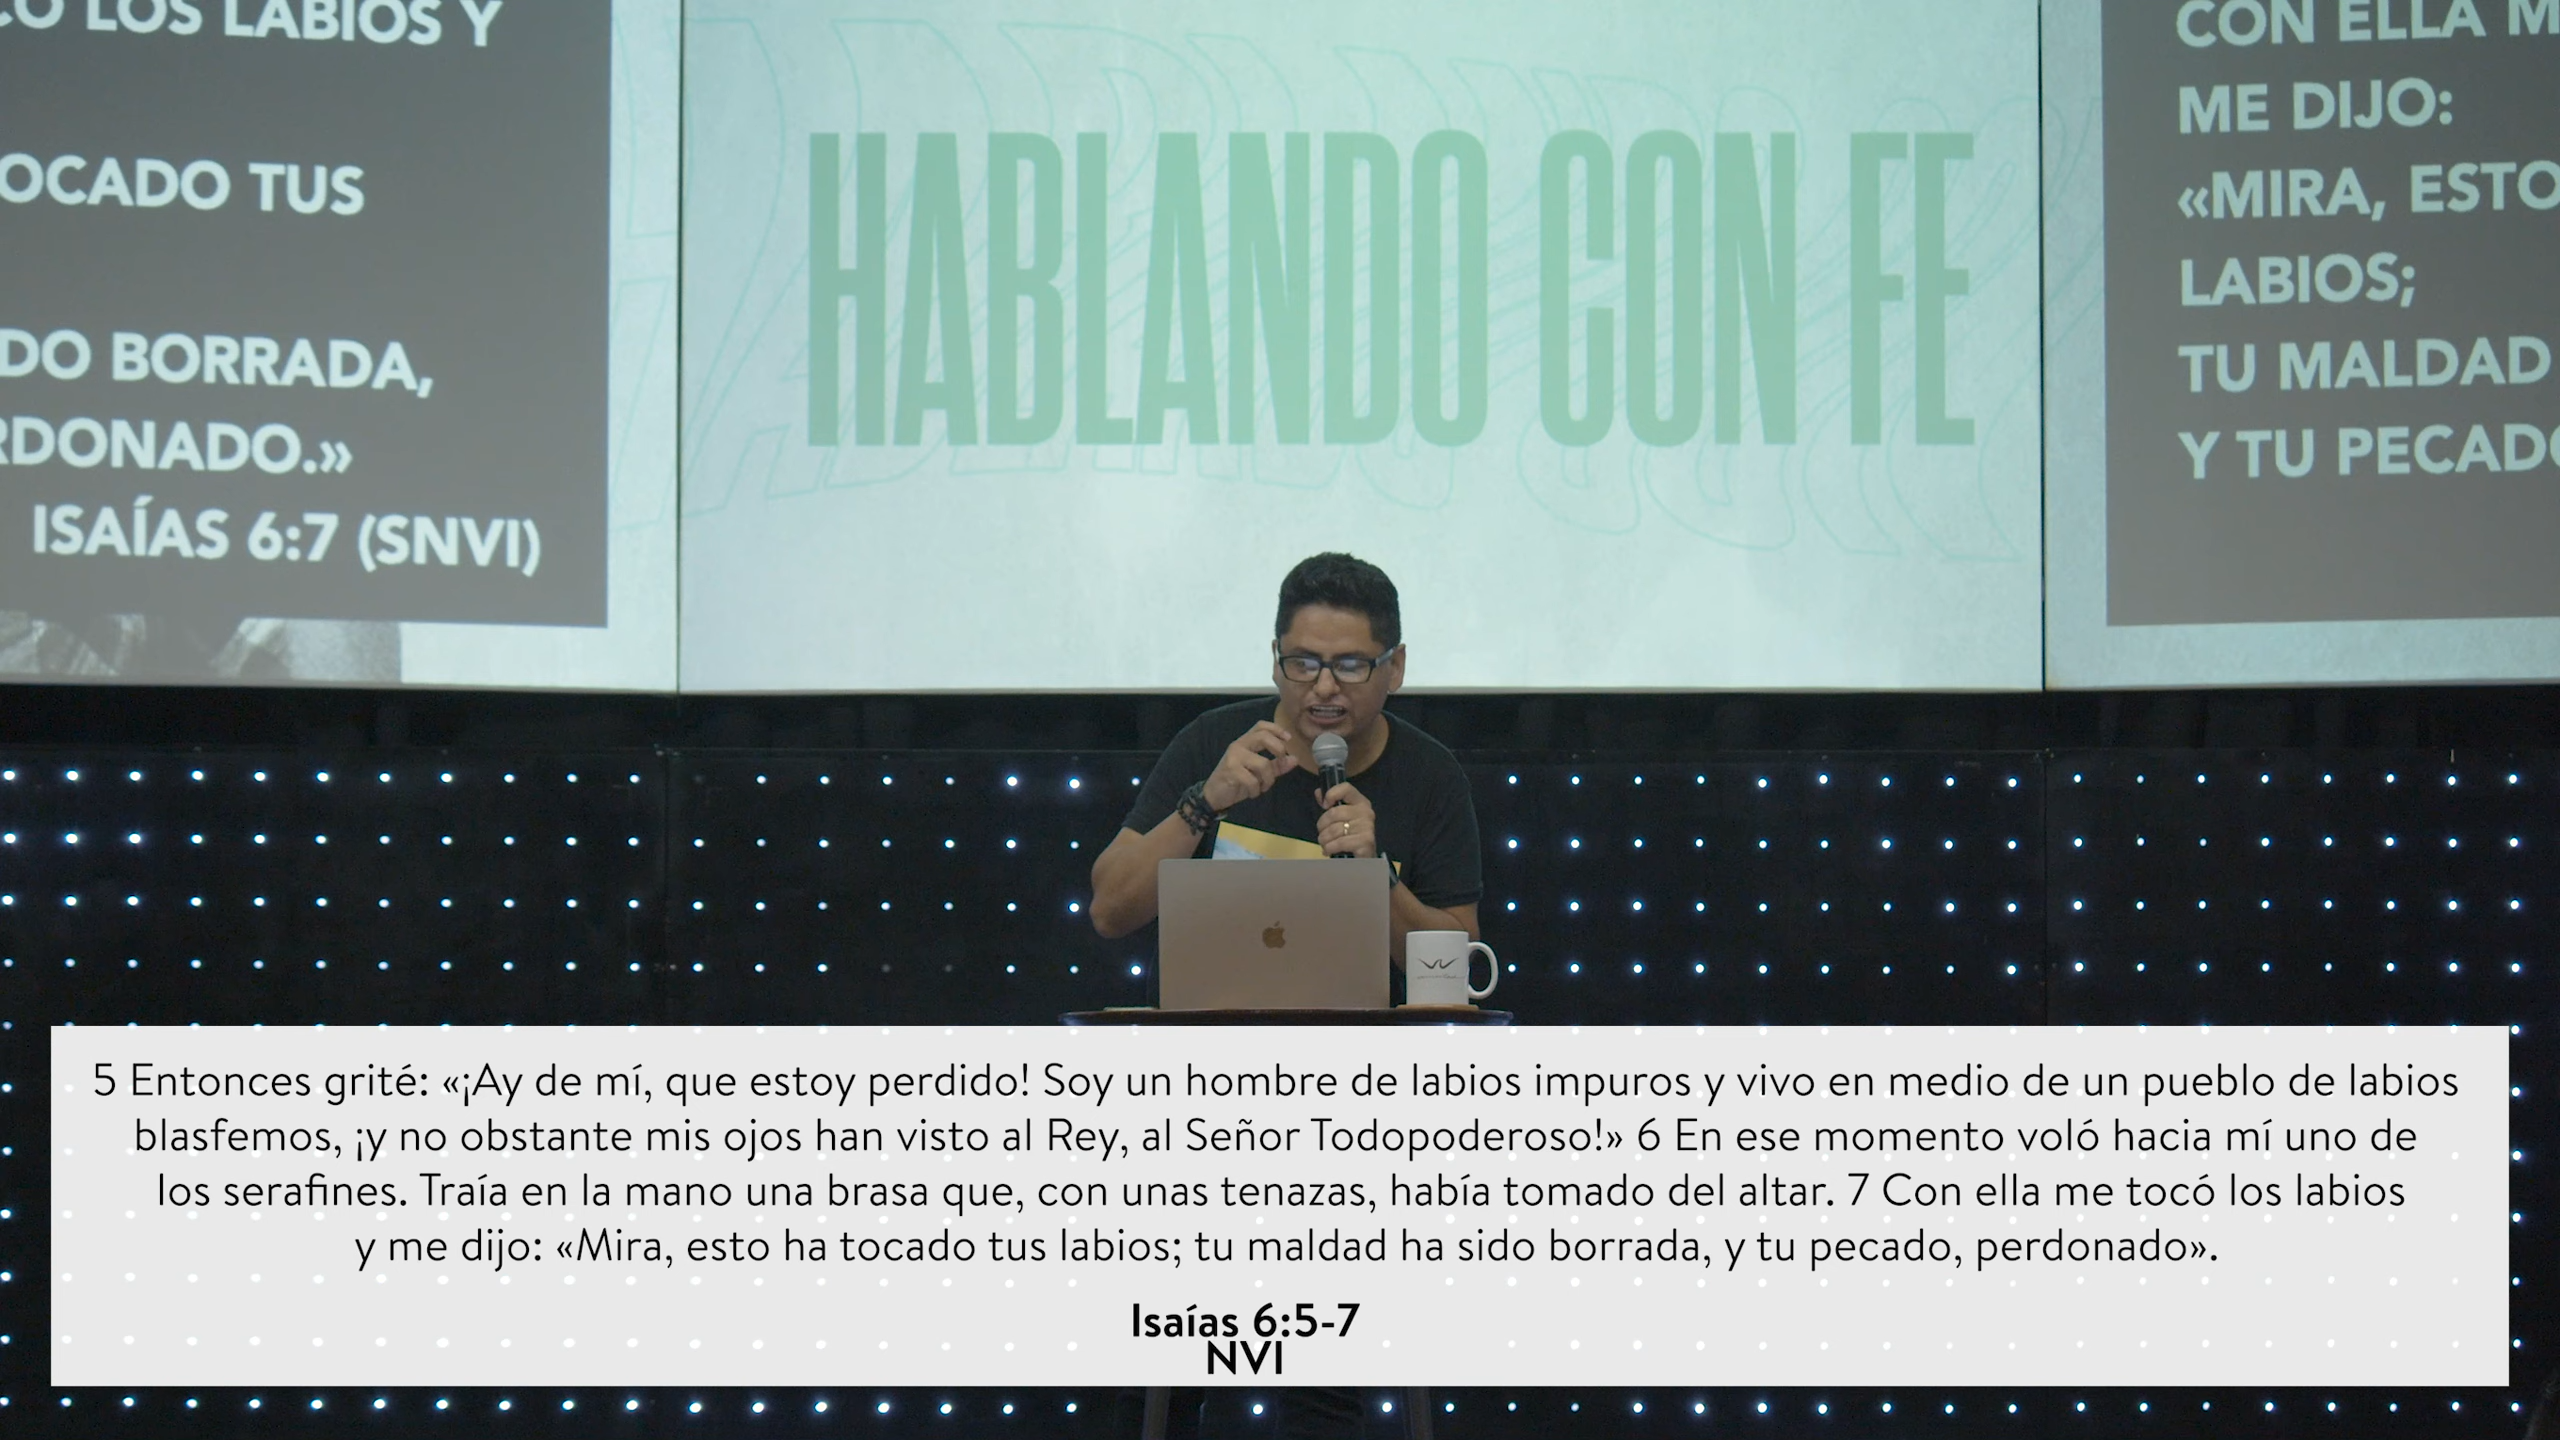 CO LOS LABIOS Y
OCADO TUS
DO BORRADA,
RDONADO.»
ISAÍAS 6:7 (SNVI)
HABLANDO CON FE
CON ELLA M
ME DIJO:
«MIRA, ESTO
LABIOS;
TU MALDAD
Y TU PECADO
5 Entonces grité: «¡Ay de mí, que estoy perdido! Soy un hombre de labios impuros y vivo en medio de un pueblo de labios
blasfemos, ¡y no obstante mis ojos han visto al Rey, al Señor Todopoderoso!» 6 En ese momento voló hacia mí uno de
los serafines. Traía en la mano una brasa que, con unas tenazas, había tomado del altar. 7 Con ella me tocó los labios
y me dijo: «Mira, esto ha tocado tus labios; tu maldad ha sido borrada, y tu pecado, perdonado».
Isaías 6:5-7
NVI